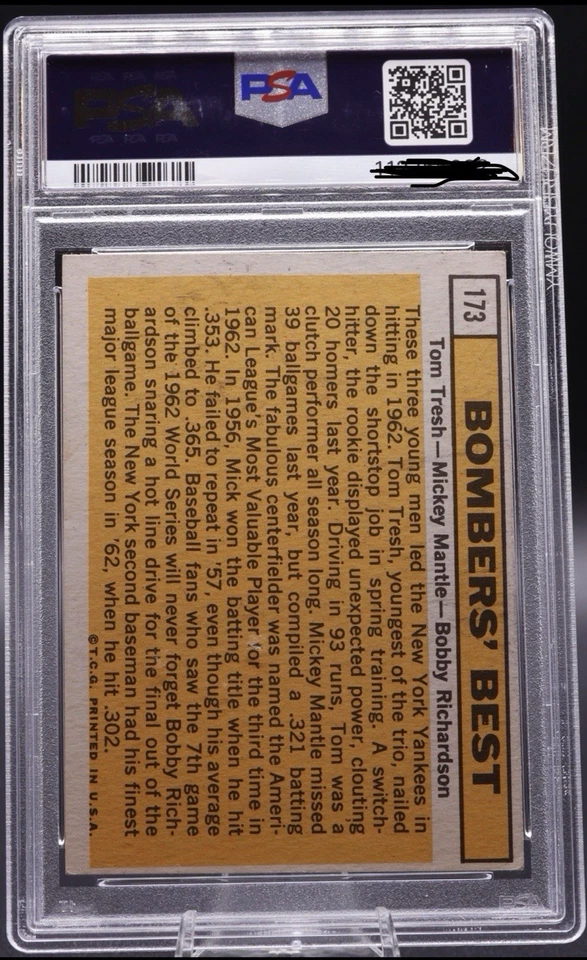 PSA
173
BOMBERS' BEST
Tom Tresh—Mickey Mantle—Bobby Richardson
These three young men led the New York Yankees in
hitting in 1962. Tom Tresh, youngest of the trio, nailed
down the shortstop job in spring training. A switch-
hitter, the rookie displayed unexpected power, clouting
20 homers last year. Driving in 93 runs, Tom was a
clutch performer all season long. Mickey Mantle missed
39 ballgames last year, but compiled a .321 batting
mark. The fabulous centerfielder was named the Ameri-
can League's Most Valuable Player for the third time in
1962. In 1956, Mick won the batting title when he hit
.353. He failed to repeat in '57, even though his average
climbed to .365. Baseball fans who saw the 7th game
of the 1962 World Series will never forget Bobby Rich-
ardson snaring a hot line drive for the final out of the
ballgame. The New York second baseman had his finest
major league season in '62, when he hit .302.
©T.C.G. PRINTED IN U.S.A.
PSA